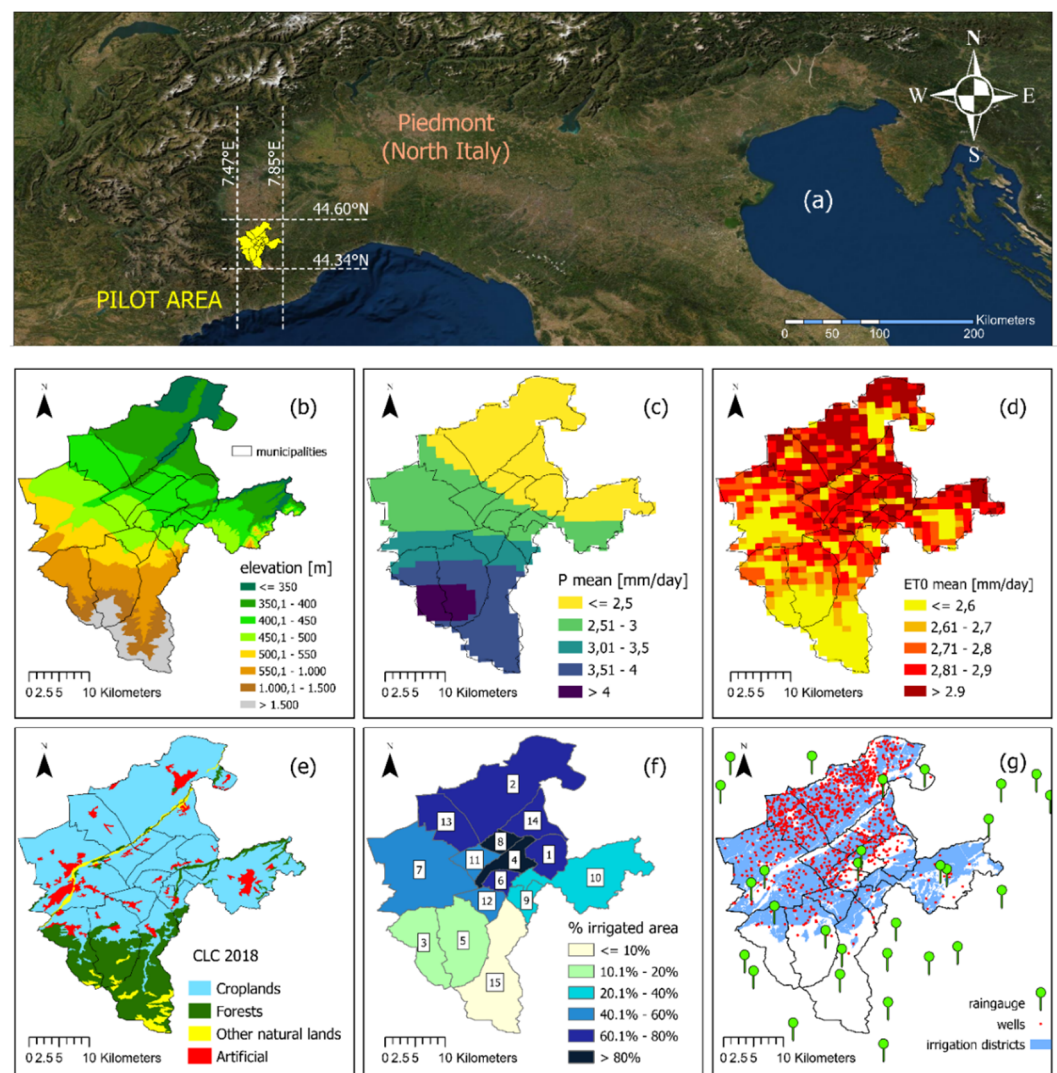 N
W E
S
Piedmont
(North Italy)
7.47°E
7.85°E
(a)
44.60°N
44.34°N
PILOT AREA
Kilometers
0 50 100 200
N
(b)
municipalities
elevation [m]
<= 350
350,1 - 400
400,1 - 450
450,1 - 500
500,1 - 550
550,1 - 1.000
1.000,1 - 1.500
> 1.500
0 2.5 5 10 Kilometers
N
(c)
P mean [mm/day]
<= 2,5
2,51 - 3
3,01 - 3,5
3,51 - 4
> 4
0 2.5 5 10 Kilometers
N
(d)
ET0 mean [mm/day]
<= 2,6
2,61 - 2,7
2,71 - 2,8
2,81 - 2,9
> 2.9
0 2.5 5 10 Kilometers
N
(e)
CLC 2018
Croplands
Forests
Other natural lands
Artificial
0 2.5 5 10 Kilometers
N
(f)
2
13
14
8
11
4
1
7
6
10
12
9
3
5
15
% irrigated area
<= 10%
10.1% - 20%
20.1% - 40%
40.1% - 60%
60.1% - 80%
> 80%
0 2.5 5 10 Kilometers
N
(g)
raingauge
wells
irrigation districts
0 2.5 5 10 Kilometers